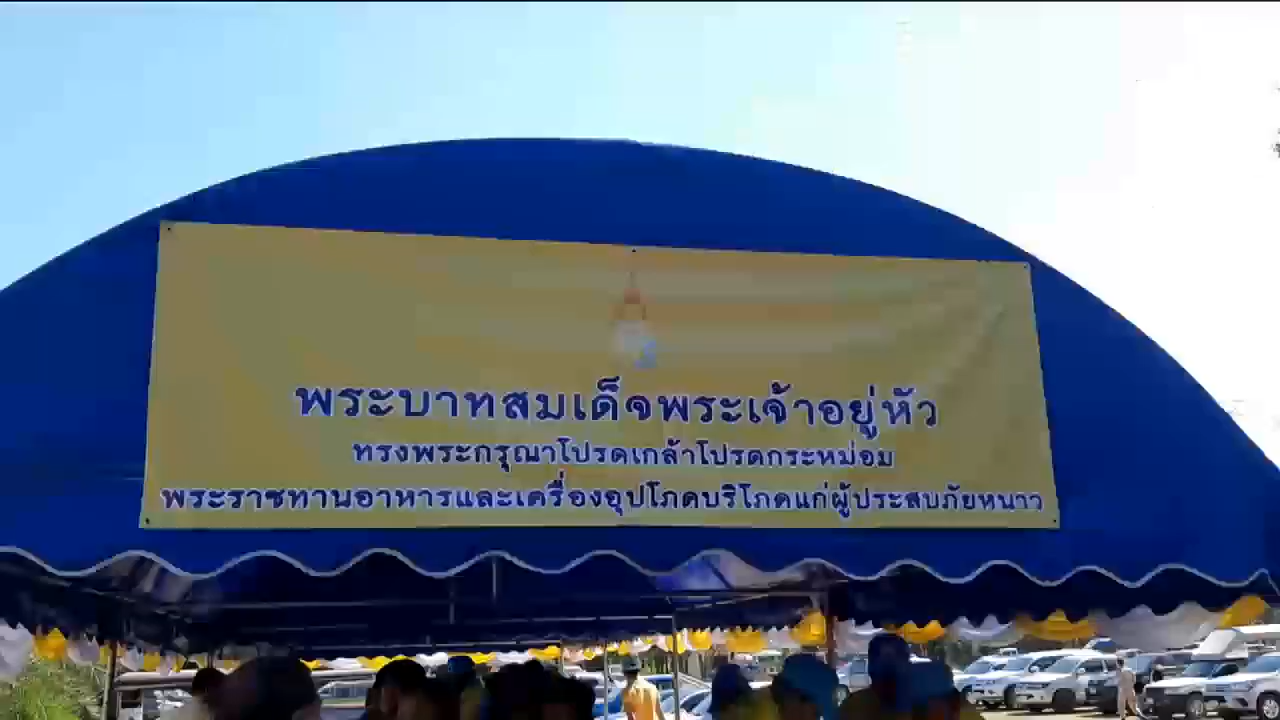 พระบาทสมเด็จพระเจ้าอยู่หัว
ทรงพระกรุณาโปรดเกล้าโปรดกระหม่อม
พระราชทานอาหารและเครื่องอุปโภคบริโภคแก่ผู้ประสบภัยหนาว